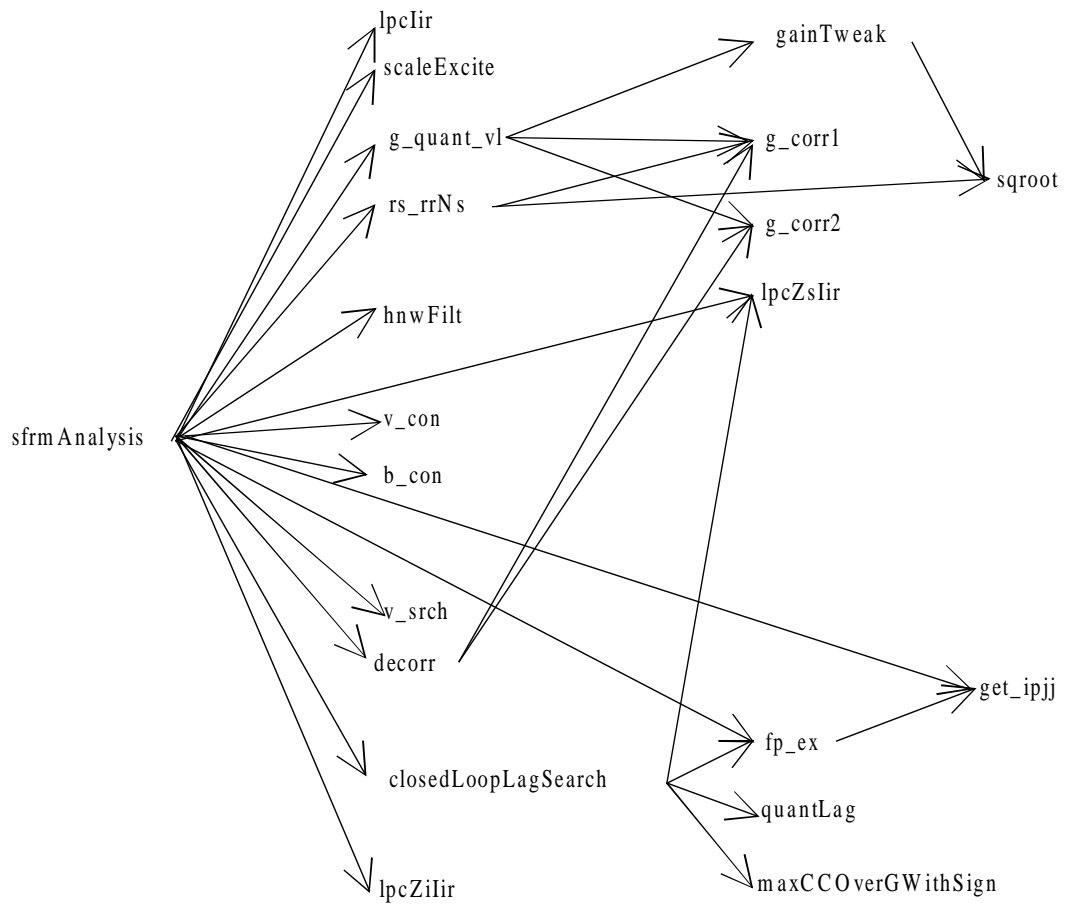 lpcIir
scaleExcite
g_quant_vl
rs_rrNs
hnwFilt
sfrmAnalysis
v_con
b_con
v_srch
decorr
closedLoopLagSearch
lpcZiIir
gainTweak
g_corr1
g_corr2
lpcZsIir
fp_ex
quantLag
maxCCOverGWithSign
sqroot
get_ipjj